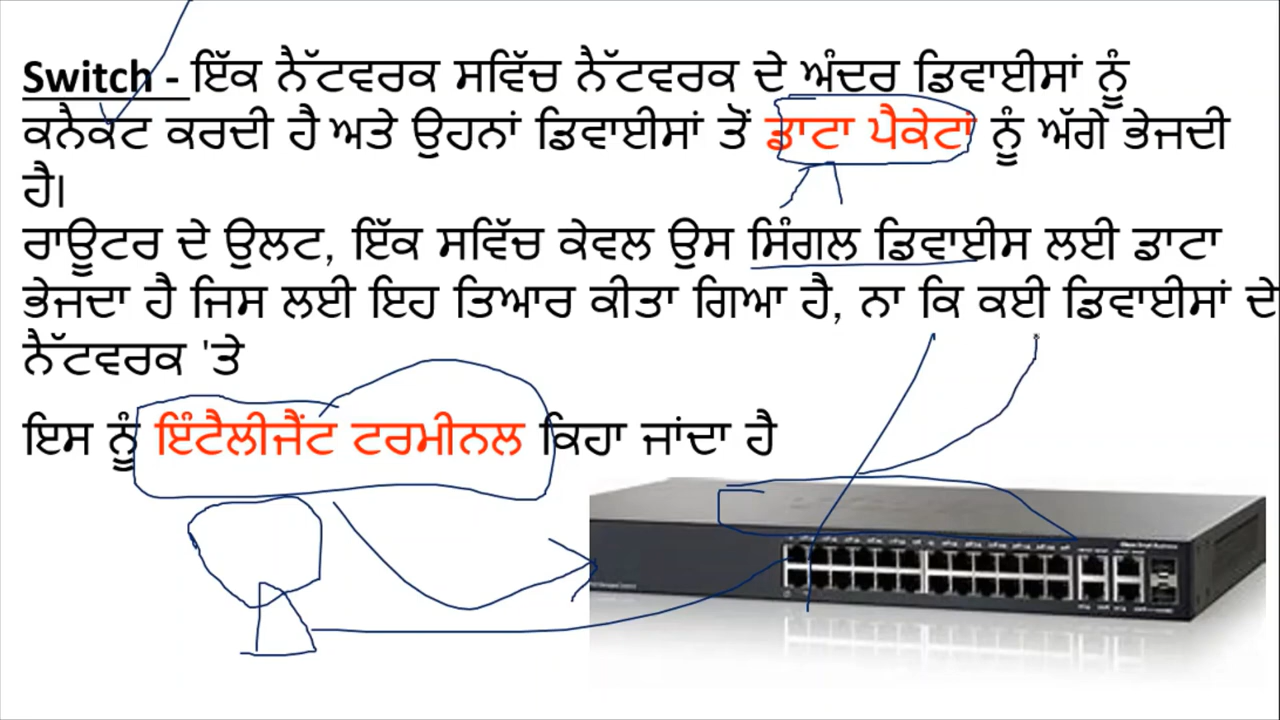 Switch - ਇੱਕ ਨੈੱਟਵਰਕ ਸਵਿੱਚ ਨੈੱਟਵਰਕ ਦੇ ਅੰਦਰ ਡਿਵਾਈਸਾਂ ਨੂੰ
ਕਨੈਕਟ ਕਰਦੀ ਹੈ ਅਤੇ ਉਹਨਾਂ ਡਿਵਾਈਸਾਂ ਤੋਂ ਡਾਟਾ ਪੈਕੇਟਾਂ ਨੂੰ ਅੱਗੇ ਭੇਜਦੀ
ਹੈ।
ਰਾਊਟਰ ਦੇ ਉਲਟ, ਇੱਕ ਸਵਿੱਚ ਕੇਵਲ ਉਸ ਸਿੰਗਲ ਡਿਵਾਈਸ ਲਈ ਡਾਟਾ
ਭੇਜਦਾ ਹੈ ਜਿਸ ਲਈ ਇਹ ਤਿਆਰ ਕੀਤਾ ਗਿਆ ਹੈ, ਨਾ ਕਿ ਕਈ ਡਿਵਾਈਸਾਂ ਦੇ
ਨੈੱਟਵਰਕ 'ਤੇ
ਇਸ ਨੂੰ ਇੰਟੈਲੀਜੈਂਟ ਟਰਮੀਨਲ ਕਿਹਾ ਜਾਂਦਾ ਹੈ